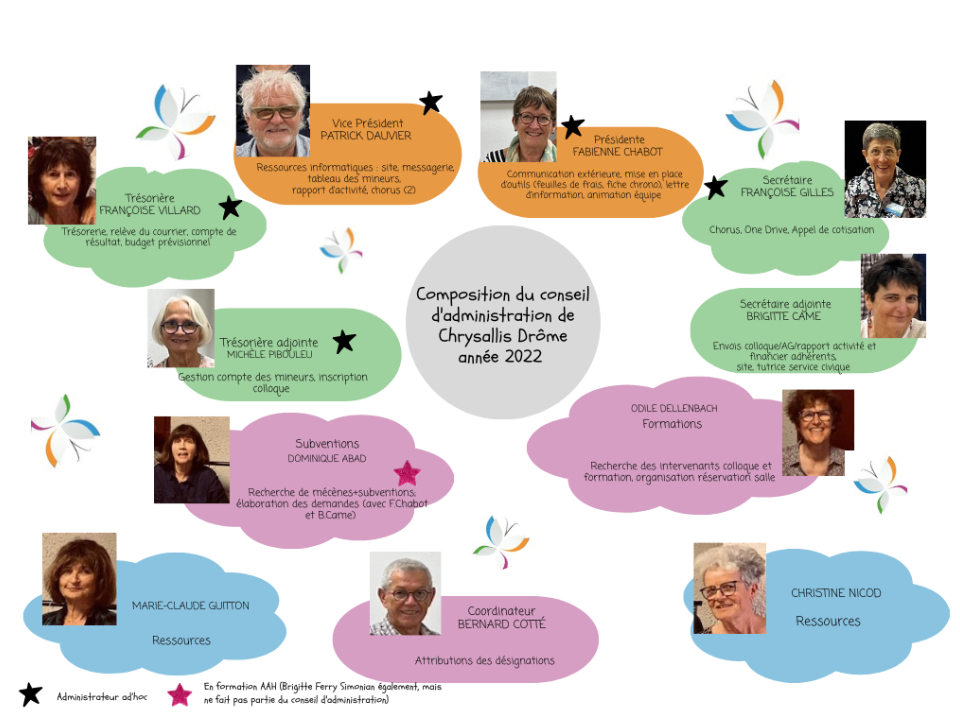 Vice Président
PATRICK DAUVIER
Ressources informatiques : site, messagerie,
tableau des mineurs,
rapport d'activité, chorus (2)
Présidente
FABIENNE CHABOT
Communication extérieure, mise en place
d'outils (feuilles de frais, fiche chrono), lettre
d'information, animation équipe
Trésorière
FRANÇOISE VILLARD
Trésorerie, relève du courrier, compte de
résultat, budget prévisionnel
Secrétaire
FRANÇOISE GILLES
Chorus, One Drive, Appel de cotisation
Composition du conseil
d'administration de
Chrysallis Drôme
année 2022
Trésorière adjointe
MICHÈLE PIBOULEU
Gestion compte des mineurs, inscription
colloque
Secrétaire adjointe
BRIGITTE CAME
Envois colloque/AG/rapport activité et
financier adhérents,
site, tutrice service civique
Subventions
DOMINIQUE ABAD
Recherche de mécènes+subventions,
élaboration des demandes (avec F.Chabot
et B.Came)
ODILE DELLENBACH
Formations
Recherche des intervenants colloque et
formation, organisation réservation salle
MARIE-CLAUDE GUITTON
Ressources
Coordinateur
BERNARD COTTÉ
Attributions des désignations
CHRISTINE NICOD
Ressources
Administrateur ad'hoc
En formation AAH (Brigitte Ferry Simonian également, mais
ne fait pas partie du conseil d'administration)